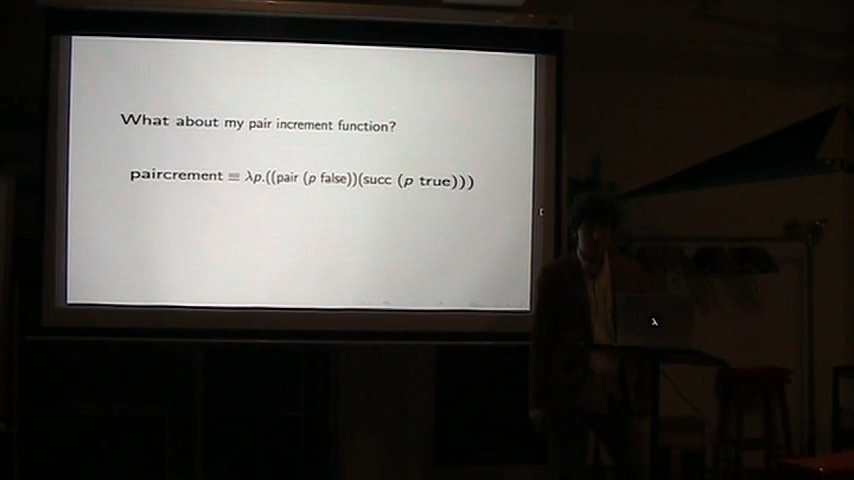 What about my pair increment function?
paircrement ≡ λp.((pair (p false))(succ (p true)))
λ